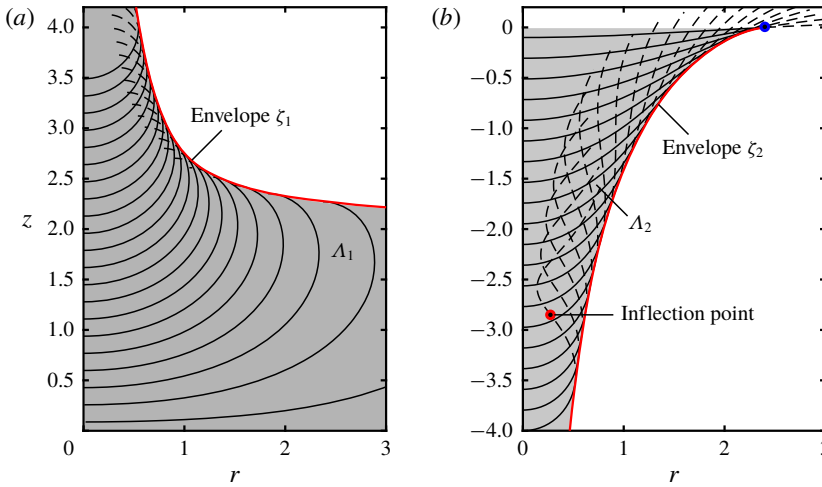 (a)
4.0
3.5
3.0
2.5
2.0
1.5
1.0
0.5
0
1
2
3
z
r
Envelope ζ1
Λ1
(b)
0
−0.5
−1.0
−1.5
−2.0
−2.5
−3.0
−3.5
−4.0
0
1
2
3
r
Envelope ζ2
Λ2
Inflection point